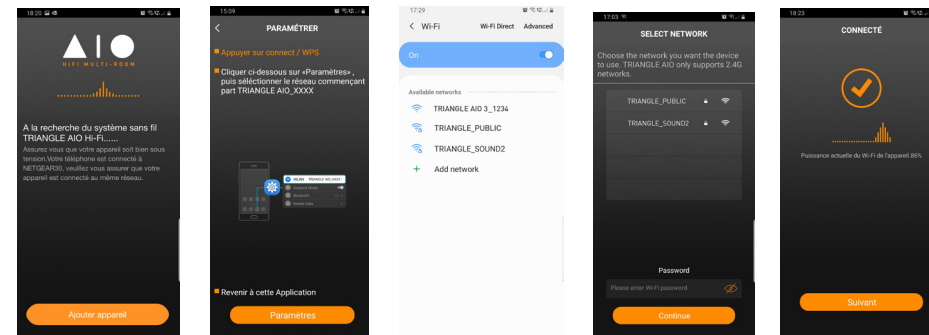 18:20
AIO
HIFI MULTI-ROOM
A la recherche du système sans fil
TRIANGLE AIO Hi-Fi......
Assurez vous que votre appareil soit bien sous
tension.Votre téléphone est connecté à
NETGEAR30, veuillez vous assurer que votre
appareil est connecté au même réseau.
Ajouter appareil
15:09
PARAMÉTRER
Appuyer sur connect / WPS
Cliquer ci-dessous sur «Paramètres» ,
puis sélectionner le réseau commençant
part TRIANGLE AIO_XXXX
WLAN TRIANGLE AIO_XXXX
Bluetooth
Revenir à cette Application
Paramètres
17:29
Wi-Fi Wi-Fi Direct Advanced
On
Available networks
TRIANGLE AIO 3_1234
TRIANGLE_PUBLIC
TRIANGLE_SOUND2
+ Add network
17:03
SELECT NETWORK
Choose the network you want the device
to use. TRIANGLE AIO only supports 2.4G
networks.
TRIANGLE_PUBLIC
TRIANGLE_SOUND2
Password
Please enter Wi-Fi password
Continue
18:23
CONNECTÉ
Puissance actuelle du Wi-Fi de l'appareil.86%
Suivant